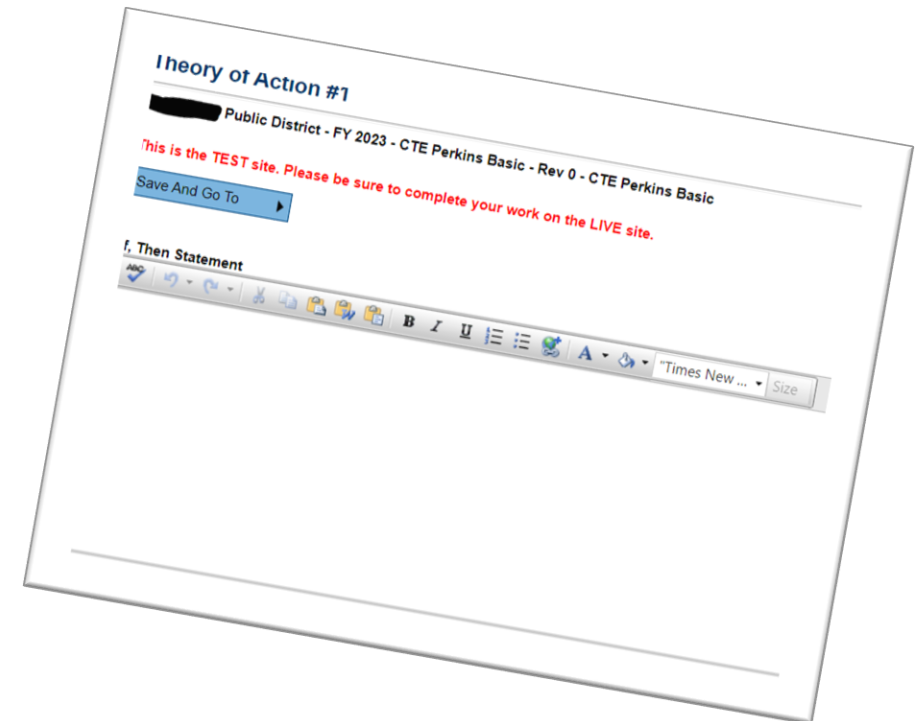 Theory of Action #1
Public District - FY 2023 - CTE Perkins Basic - Rev 0 - CTE Perkins Basic
This is the TEST site. Please be sure to complete your work on the LIVE site.
Save And Go To
f, Then Statement
ABC
B I U A "Times New ... Size